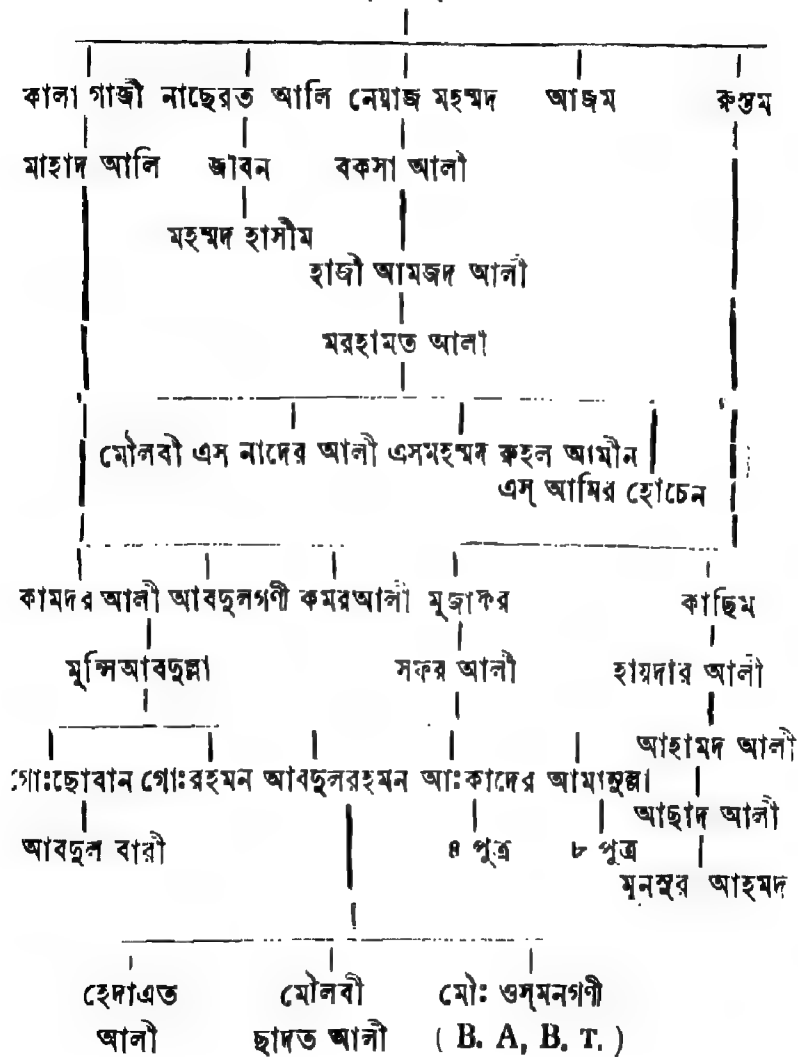 কালা গাজী নাছেরত আলি নেয়াজ মহম্মদ আজম রুস্তম
মাহাদ আলি জীবন বকসা আলী
মহম্মদ হাসীম
হাজী আমজদ আলী
মরহামত আলী
মৌলবী এস নাদের আলী এসমহম্মদ রুহল আমীন
এস্ আমির হোচেন
কামদর আলী আবদুলগণী কমরআলী মুজাফর কাছিম
মুন্সিআবদুল্লা সফর আলী হায়দার আলী
আহামদ আলী
গোঃছোবান গোঃরহমন আবদুলরহমন আঃকাদের আমানুল্লা
আছাদ আলী
আবদুল বারী ৪ পুত্র ৮ পুত্র
মুনসুর আহমদ
হেদাএত মৌলবী মৌঃ ওস্মনগণী
আলী ছাদত আলী ( B. A, B. T. )